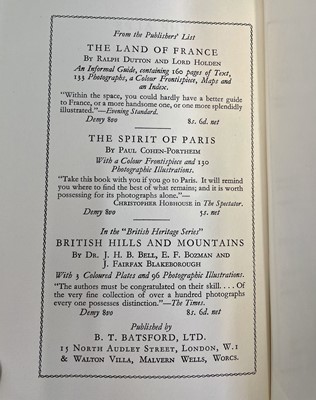 From the Publishers' List
THE LAND OF FRANCE
By Ralph Dutton and Lord Holden
An Informal Guide, containing 160 pages of Text,
133 Photographs, a Colour Frontispiece, Maps and
an Index.
"Within the space, you could hardly have a better guide
to France, or a more handsome one, or one more splendidly
illustrated."—Evening Standard.
Demy 8vo 8s. 6d. net
THE SPIRIT OF PARIS
By Paul Cohen-Portheim
With a Colour Frontispiece and 130
Photographic Illustrations.
"Take this book with you if you go to Paris. It will remind
you where to find the best of what remains; and it is worth
possessing for its photographs alone."—
Christopher Hobhouse in The Spectator.
Demy 8vo 5s. net
In the "British Heritage Series"
BRITISH HILLS AND MOUNTAINS
By Dr. J. H. B. Bell, E. F. Bozman and
J. Fairfax Blakeborough
With 3 Coloured Plates and 96 Photographic Illustrations.
"The authors must be congratulated on their skill. . . . Of
the very fine collection of over a hundred photographs
every one possesses distinction."—The Times.
Demy 8vo 8s. 6d. net
Published by
B. T. BATSFORD, LTD.
15 North Audley Street, London, W.1
& Walton Villa, Malvern Wells, Worcs.